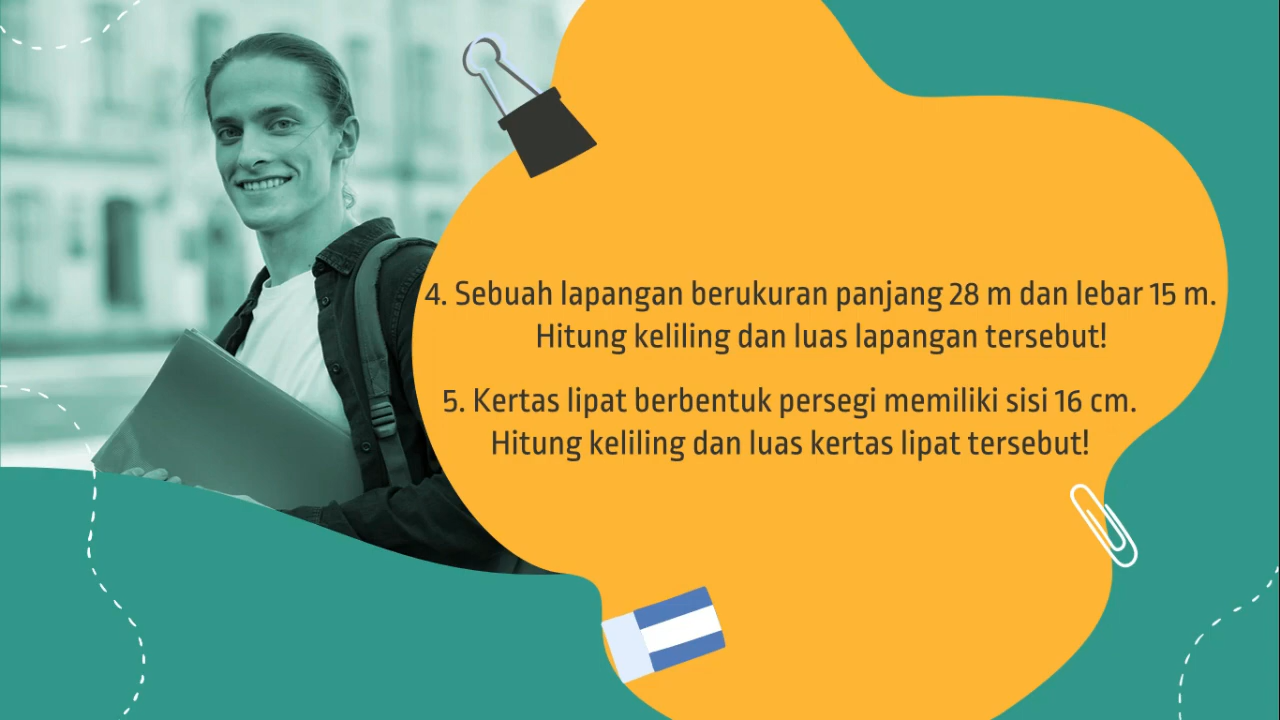 4. Sebuah lapangan berukuran panjang 28 m dan lebar 15 m.
Hitung keliling dan luas lapangan tersebut!
5. Kertas lipat berbentuk persegi memiliki sisi 16 cm.
Hitung keliling dan luas kertas lipat tersebut!